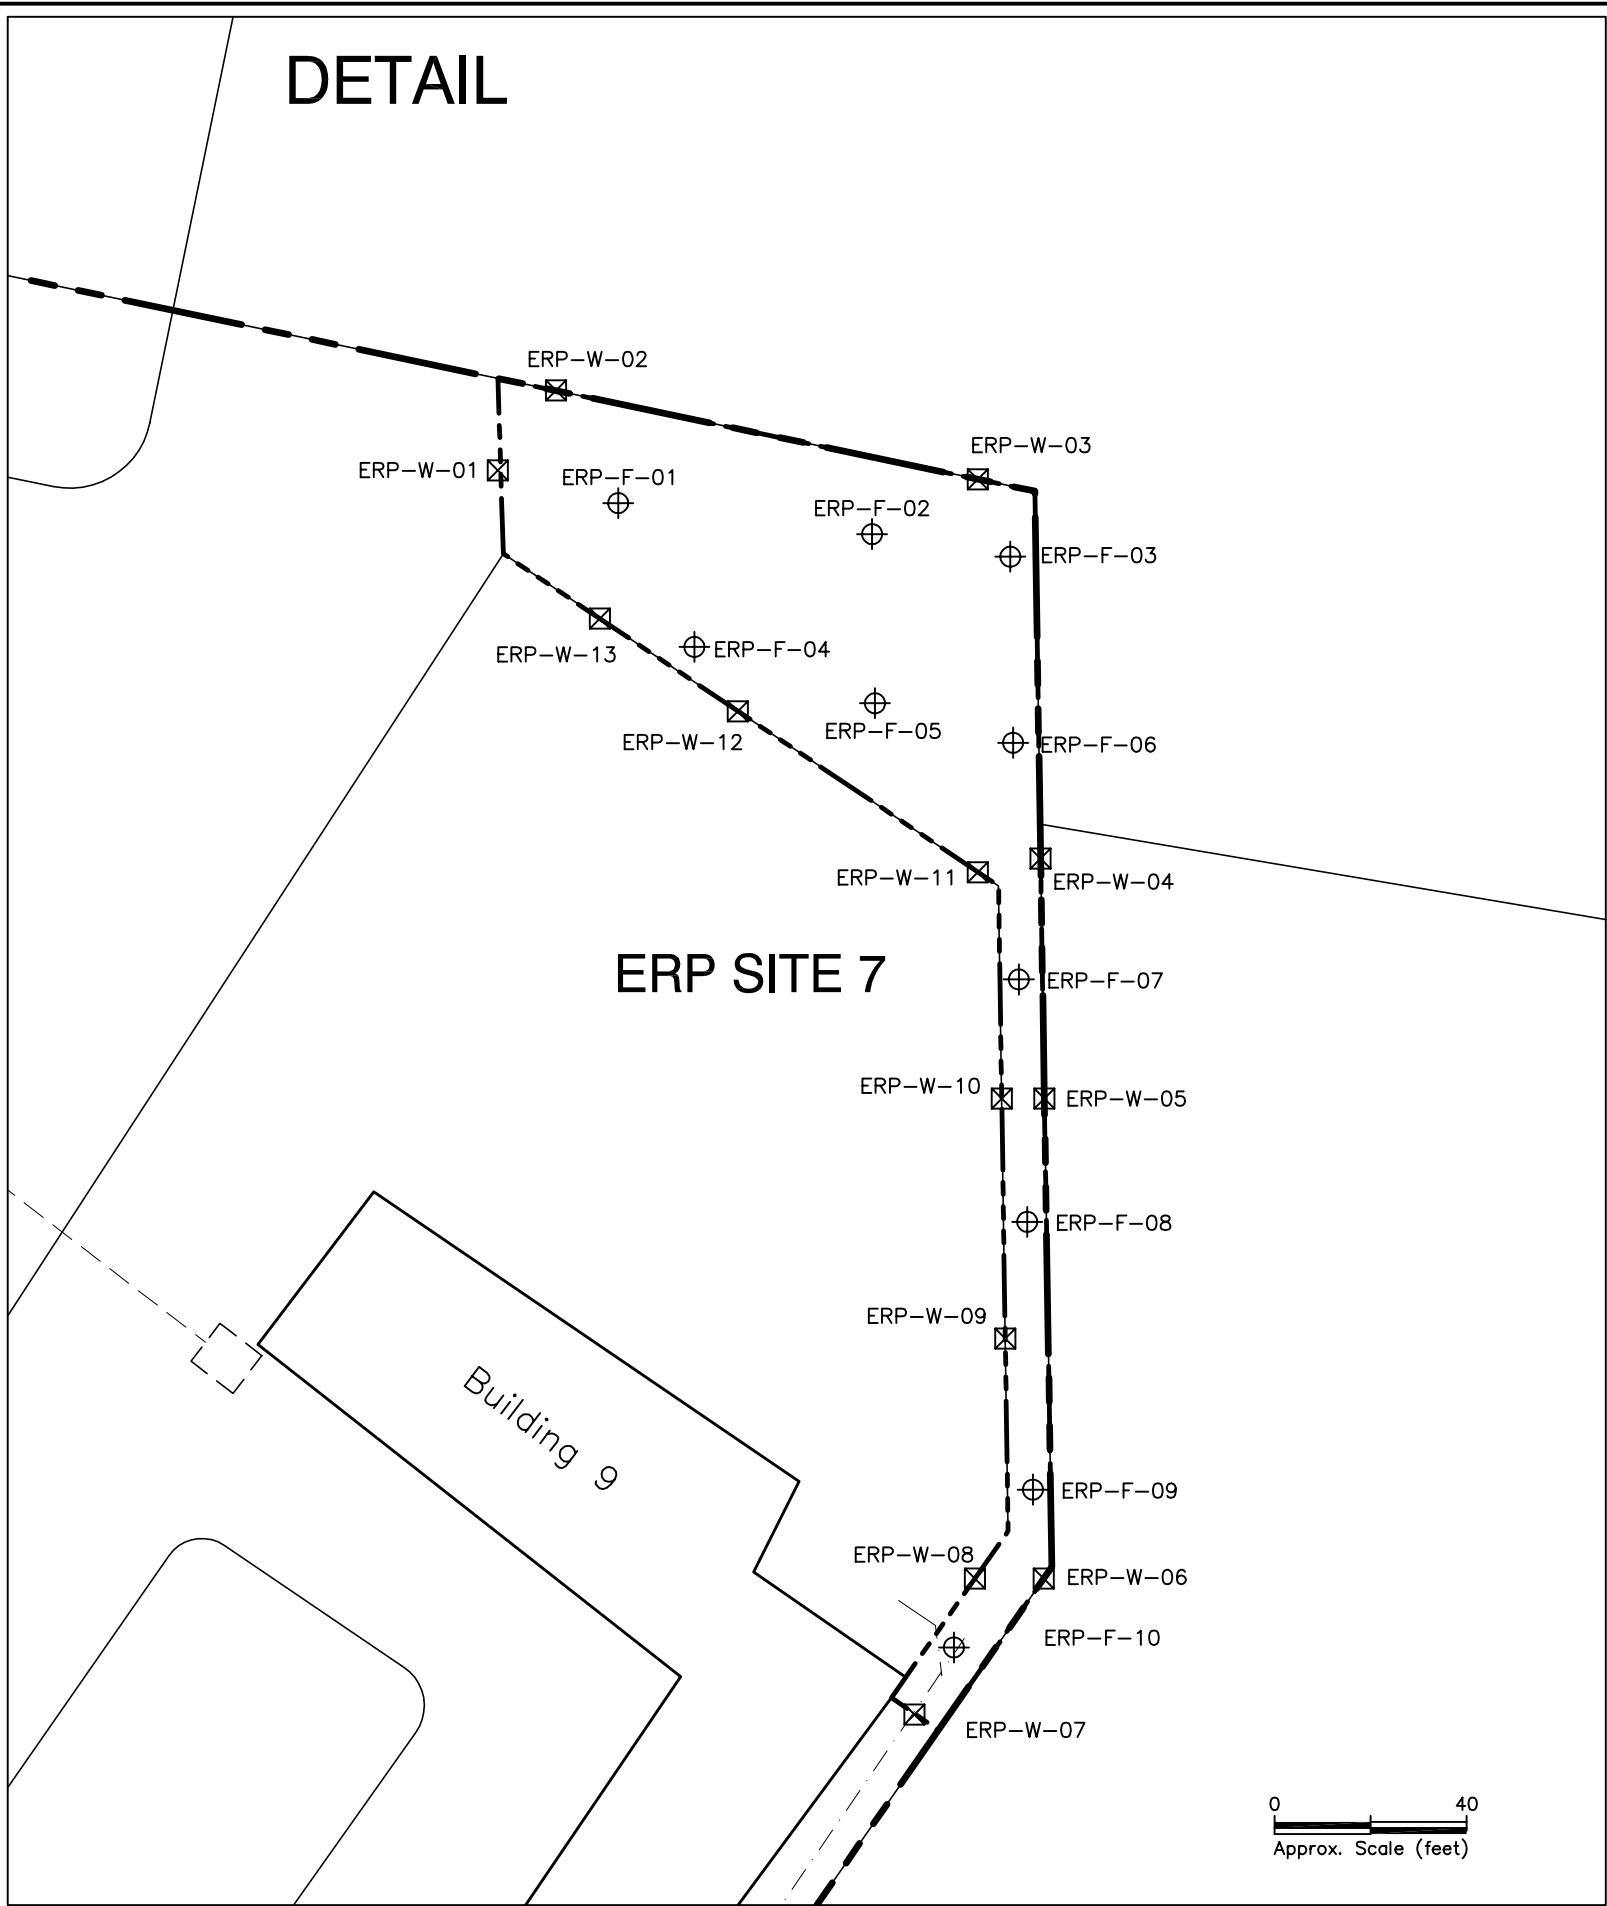 DETAIL
ERP-W-02
ERP-W-03
ERP-W-01
ERP-F-01
ERP-F-02
ERP-F-03
ERP-W-13
ERP-F-04
ERP-F-05
ERP-W-12
ERP-F-06
ERP-W-11
ERP-W-04
ERP SITE 7
ERP-F-07
ERP-W-10
ERP-W-05
ERP-F-08
ERP-W-09
Building 9
ERP-F-09
ERP-W-08
ERP-W-06
ERP-F-10
ERP-W-07
0 40
Approx. Scale (feet)